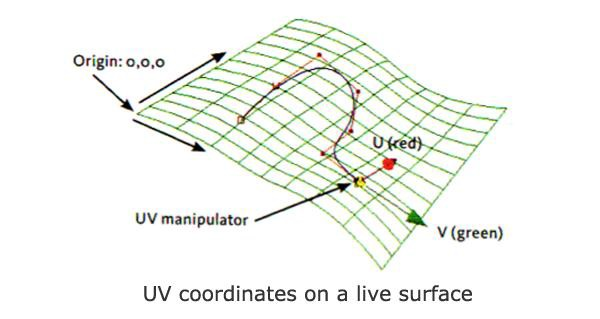 Origin: 0,0,0
U (red)
UV manipulator
V (green)
UV coordinates on a live surface